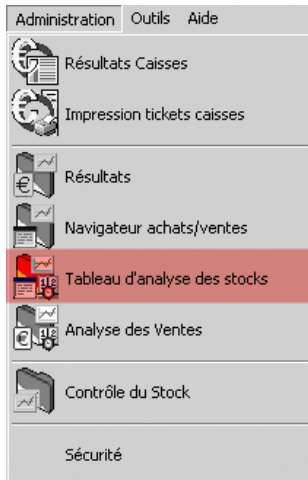 Administration Outils Aide
Résultats Caisses
Impression tickets caisses
Résultats
Navigateur achats/ventes
Tableau d'analyse des stocks
Analyse des Ventes
Contrôle du Stock
Sécurité